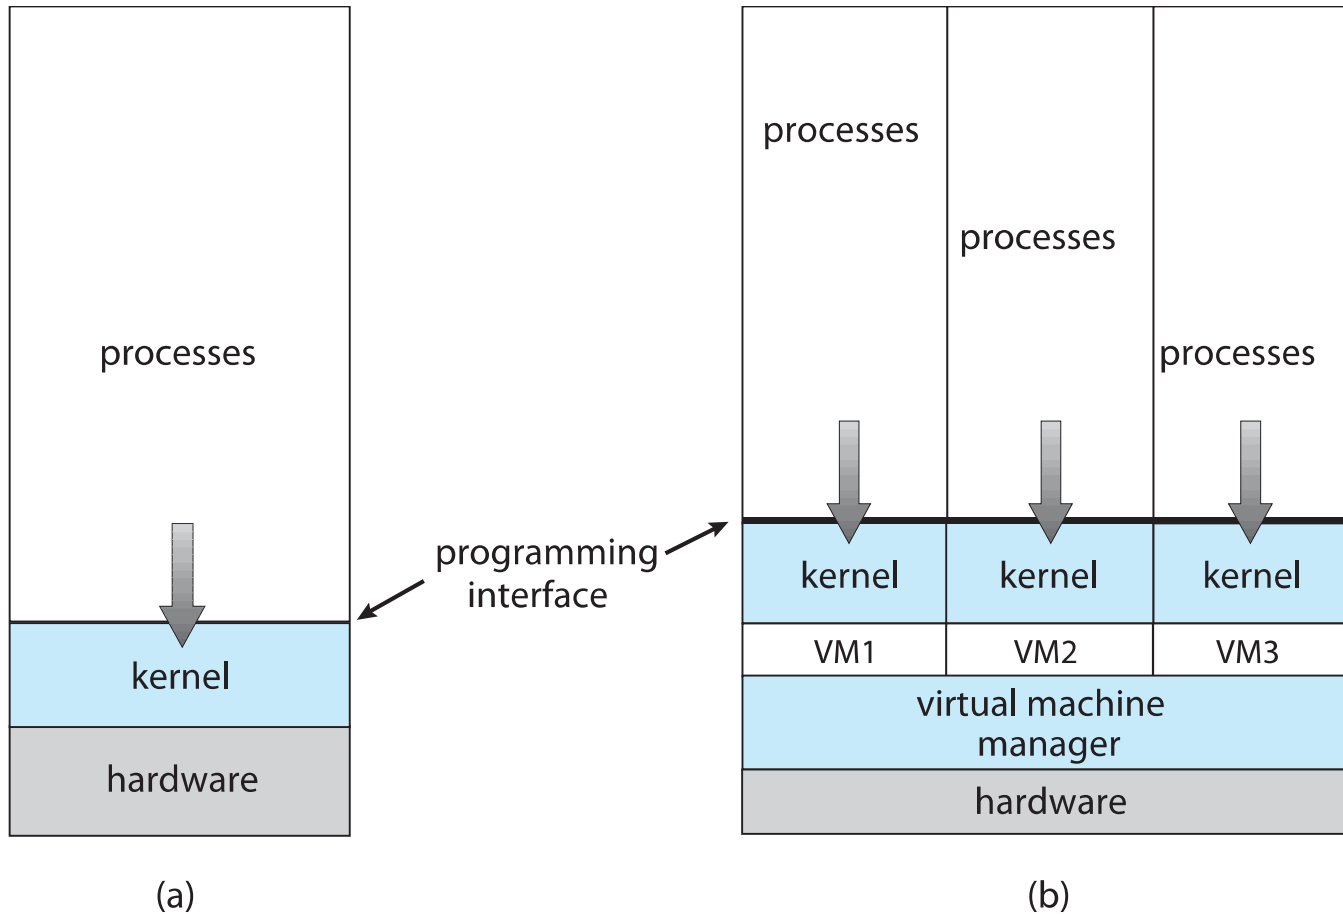 processes
kernel
hardware
(a)
programming
interface
processes
processes
processes
kernel
kernel
kernel
VM1
VM2
VM3
virtual machine
manager
hardware
(b)